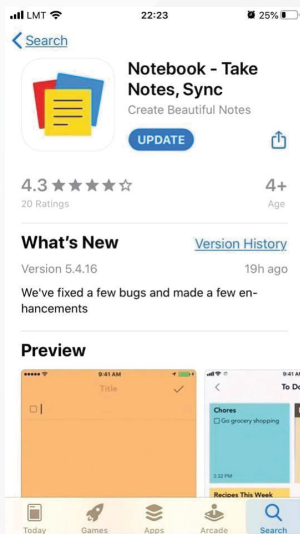 LMT 22:23 25%
Search
Notebook - Take
Notes, Sync
Create Beautiful Notes
UPDATE
4.3 ★★★★☆ 4+
20 Ratings Age
What's New Version History
Version 5.4.16 19h ago
We've fixed a few bugs and made a few en-
hancements
Preview
9:41 AM 9:41 A
Title To Do
Chores
Go grocery shopping
3:32 PM
Recipes This Week
Today Games Apps Arcade Search